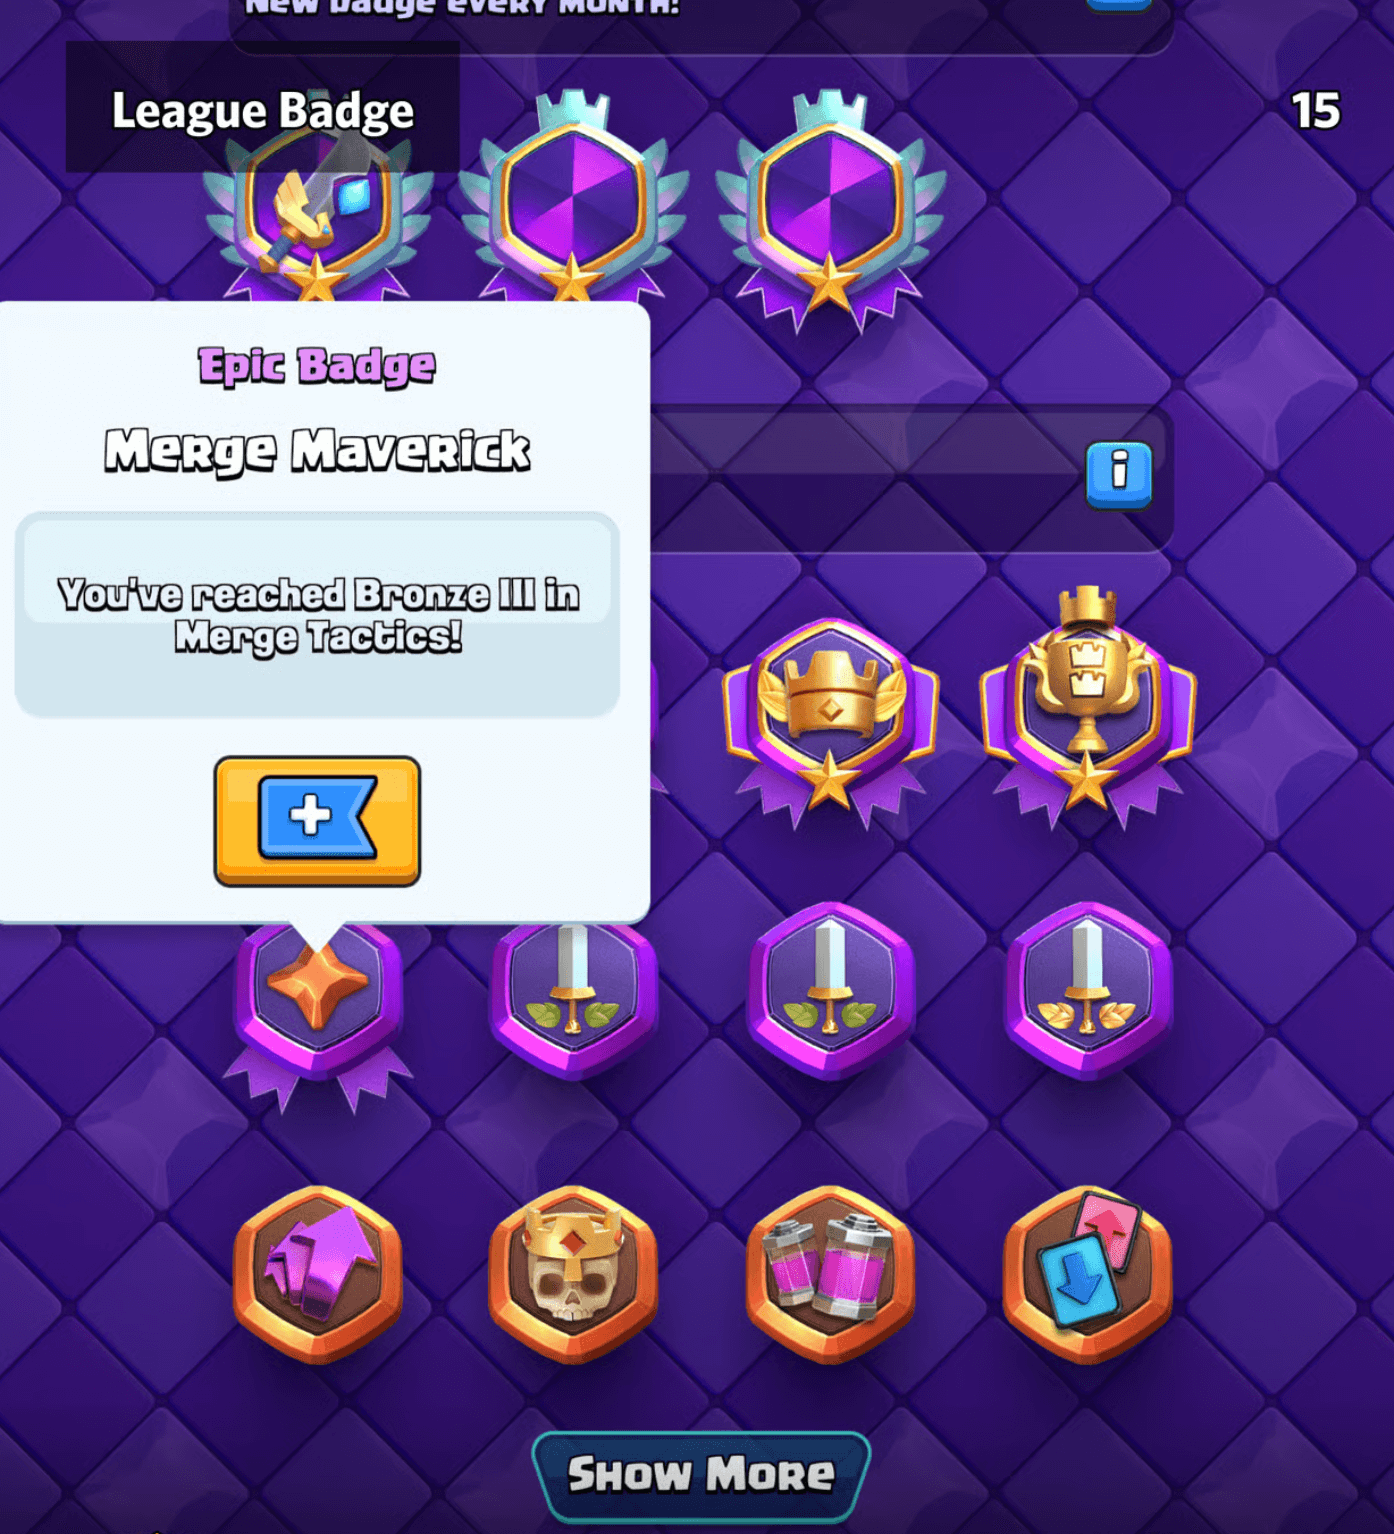 New badge every month!
League Badge
15
Epic Badge
Merge Maverick
You've reached Bronze III in
Merge Tactics!
Show More